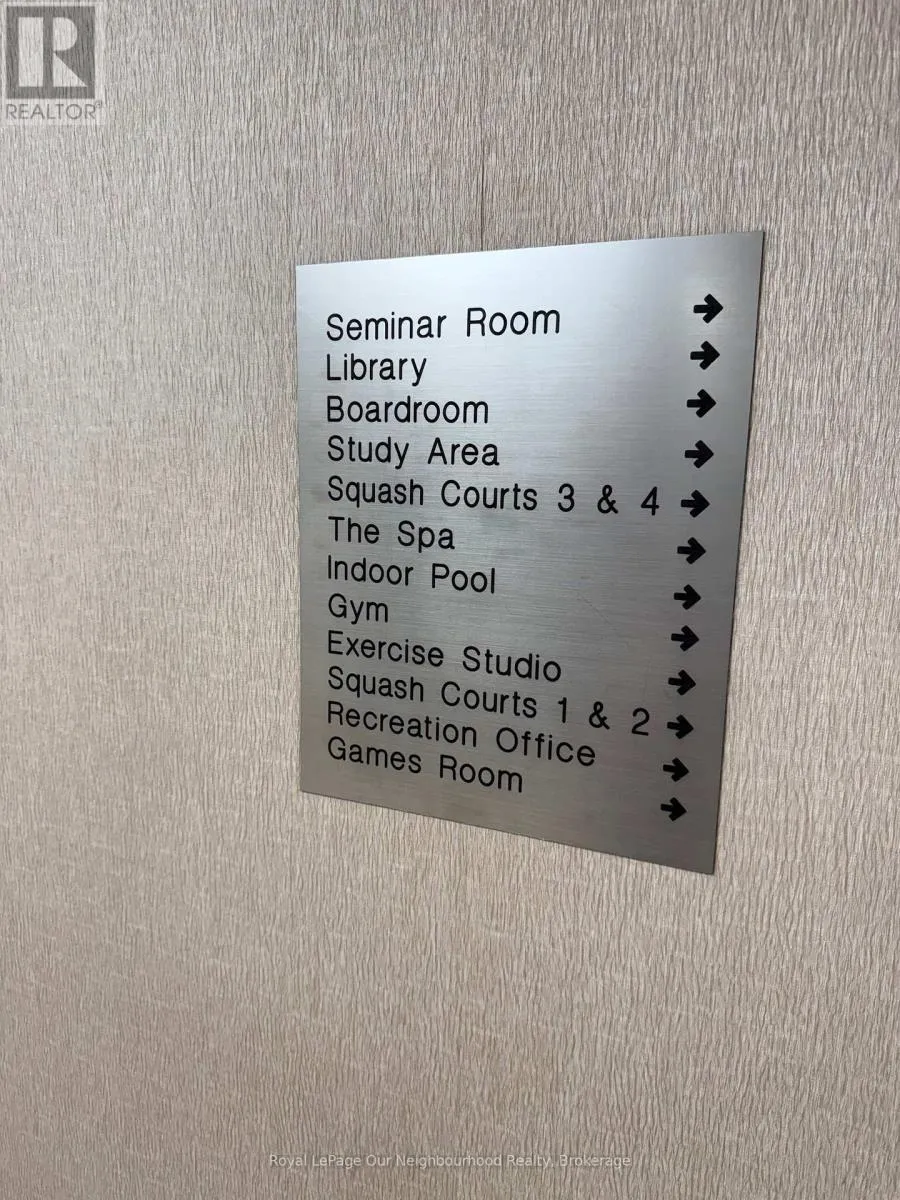 R
REALTOR®
Seminar Room →
Library →
Boardroom →
Study Area →
Squash Courts 3 & 4 →
The Spa →
Indoor Pool →
Gym →
Exercise Studio →
Squash Courts 1 & 2 →
Recreation Office →
Games Room →
Royal LePage Our Neighbourhood Realty, Brokerage